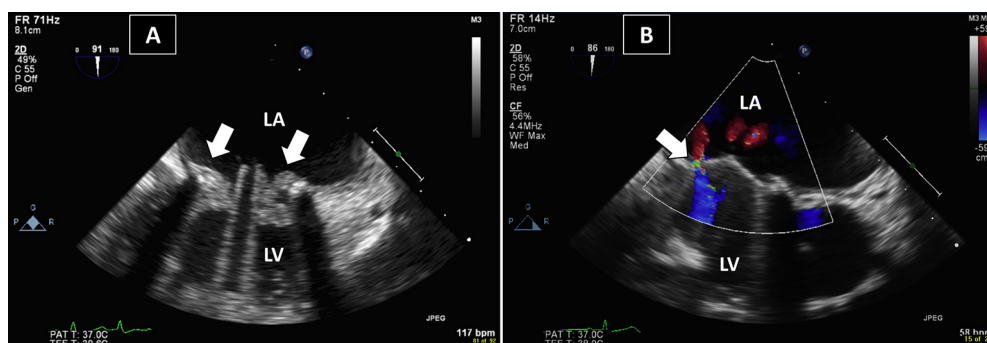 FR 71Hz
8.1cm
2D
49%
C 55
P Off
Gen
0 91 180
A
P
M3
LA
LV
G
P R
JPEG
PAT T: 37.0C
117 bpm
FR 14Hz
7.0cm
2D
58%
C 55
P Off
Res
CF
56%
4.4MHz
WF Max
Med
0 86 180
B
P
+59
LA
LV
G
P R
JPEG
PAT T: 37.0C